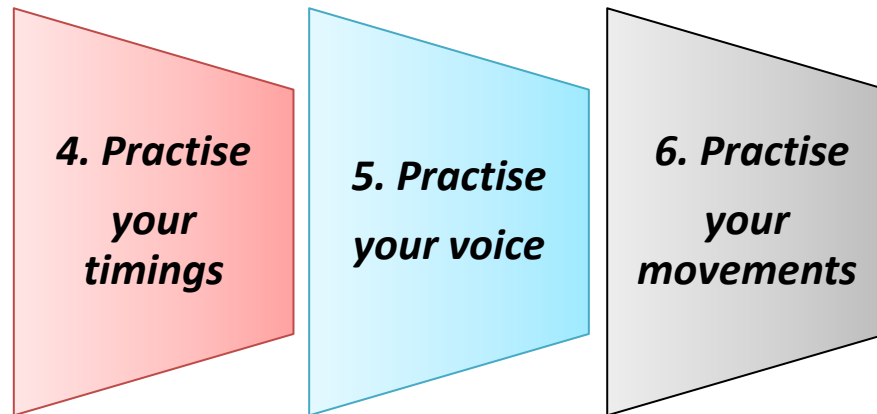 4. Practise
your
timings
5. Practise
your voice
6. Practise
your
movements